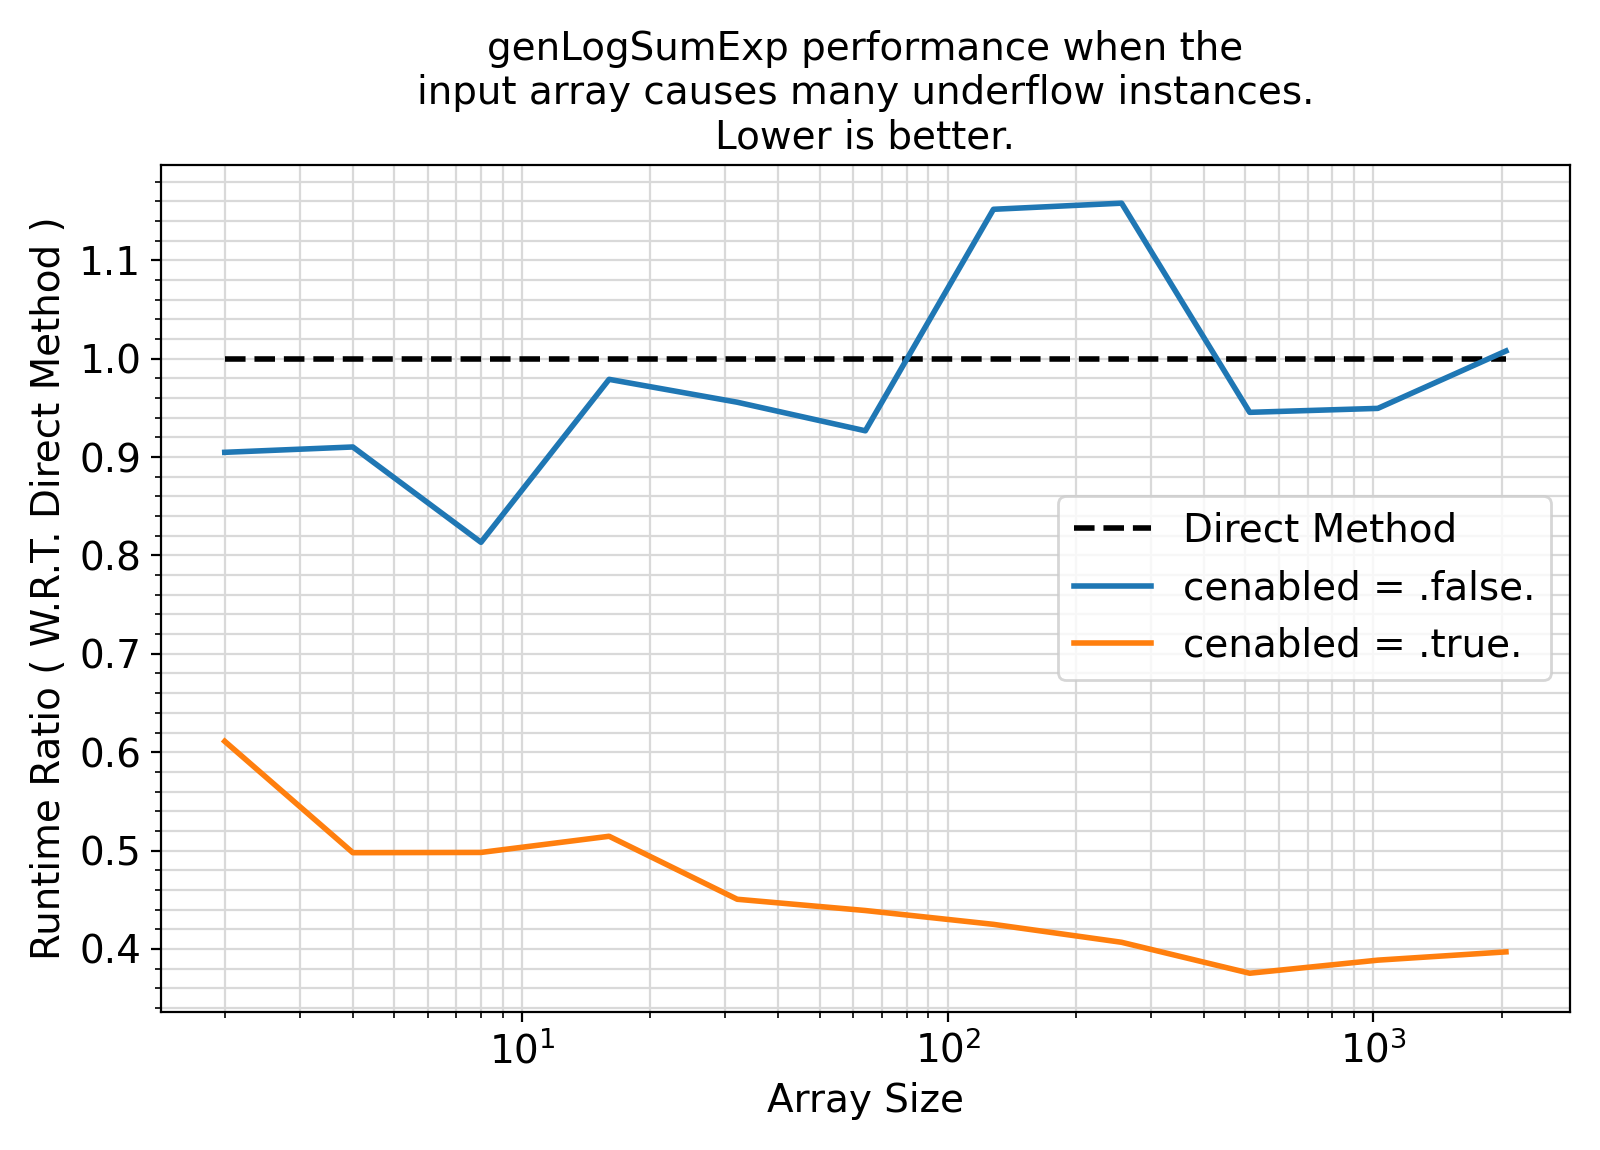 genLogSumExp performance when the
input array causes many underflow instances.
Lower is better.
Runtime Ratio ( W.R.T. Direct Method )
1.1
1.0
0.9
0.8
0.7
0.6
0.5
0.4
Direct Method
cenabled = .false.
cenabled = .true.
10¹ 10² 10³
Array Size